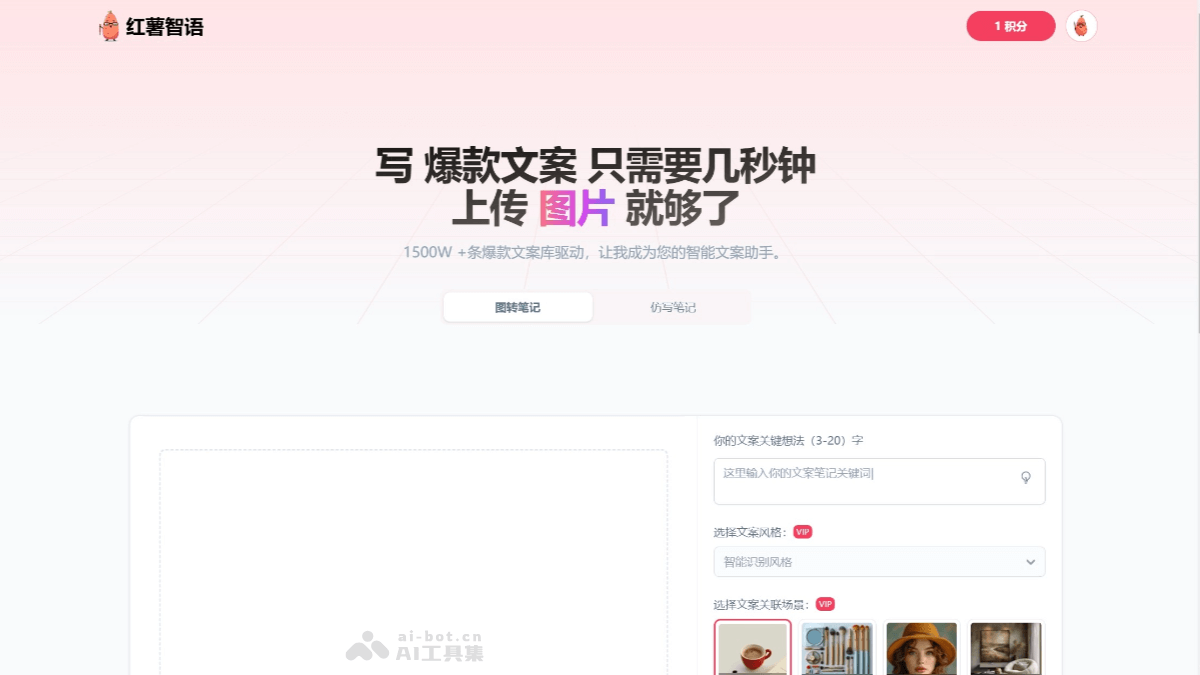 红薯智语
1 积分
写 爆款文案 只需要几秒钟
上传 图片 就够了
1500W +条爆款文案库驱动，让我成为您的智能文案助手。
图转笔记
仿写笔记
你的文案关键想法（3-20）字
这里输入你的文案笔记关键词
选择文案风格： VIP
智能识别风格
选择文案关联场景： VIP
ai-bot.cn
AI工具集